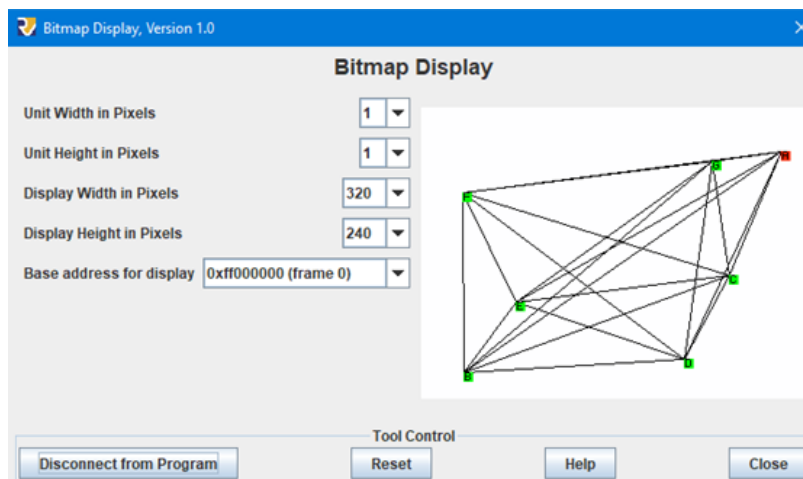 Bitmap Display, Version 1.0
Bitmap Display
Unit Width in Pixels 1
Unit Height in Pixels 1
Display Width in Pixels 320
Display Height in Pixels 240
Base address for display 0xff000000 (frame 0)
G
F
C
E
D
B
Tool Control
Disconnect from Program Reset Help Close